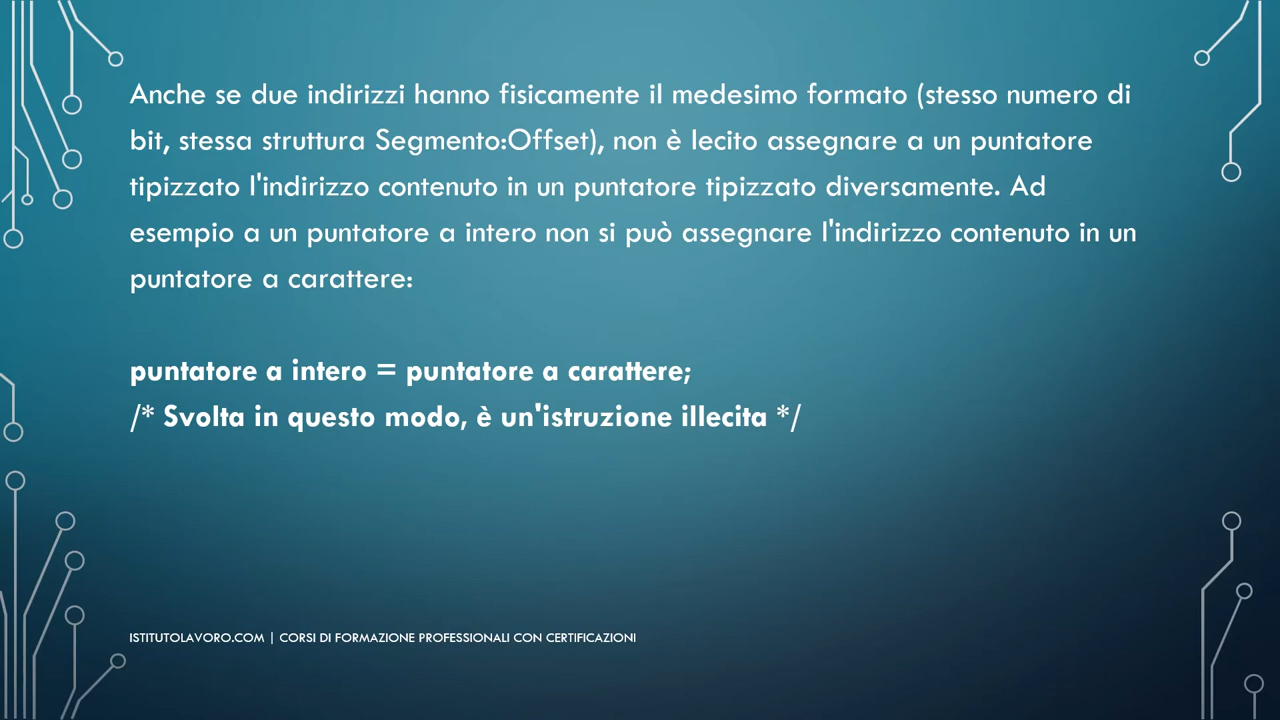 Anche se due indirizzi hanno fisicamente il medesimo formato (stesso numero di
bit, stessa struttura Segmento:Offset), non è lecito assegnare a un puntatore
tipizzato l'indirizzo contenuto in un puntatore tipizzato diversamente. Ad
esempio a un puntatore a intero non si può assegnare l'indirizzo contenuto in un
puntatore a carattere:
puntatore a intero = puntatore a carattere;
/* Svolta in questo modo, è un'istruzione illecita */
ISTITUTOLAVORO.COM | CORSI DI FORMAZIONE PROFESSIONALI CON CERTIFICAZIONI